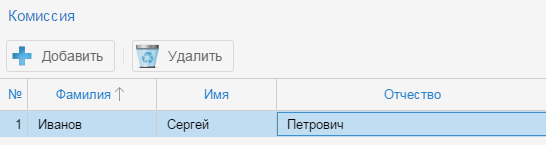 Комиссия
Добавить Удалить
№ Фамилия Имя Отчество
1 Иванов Сергей Петрович